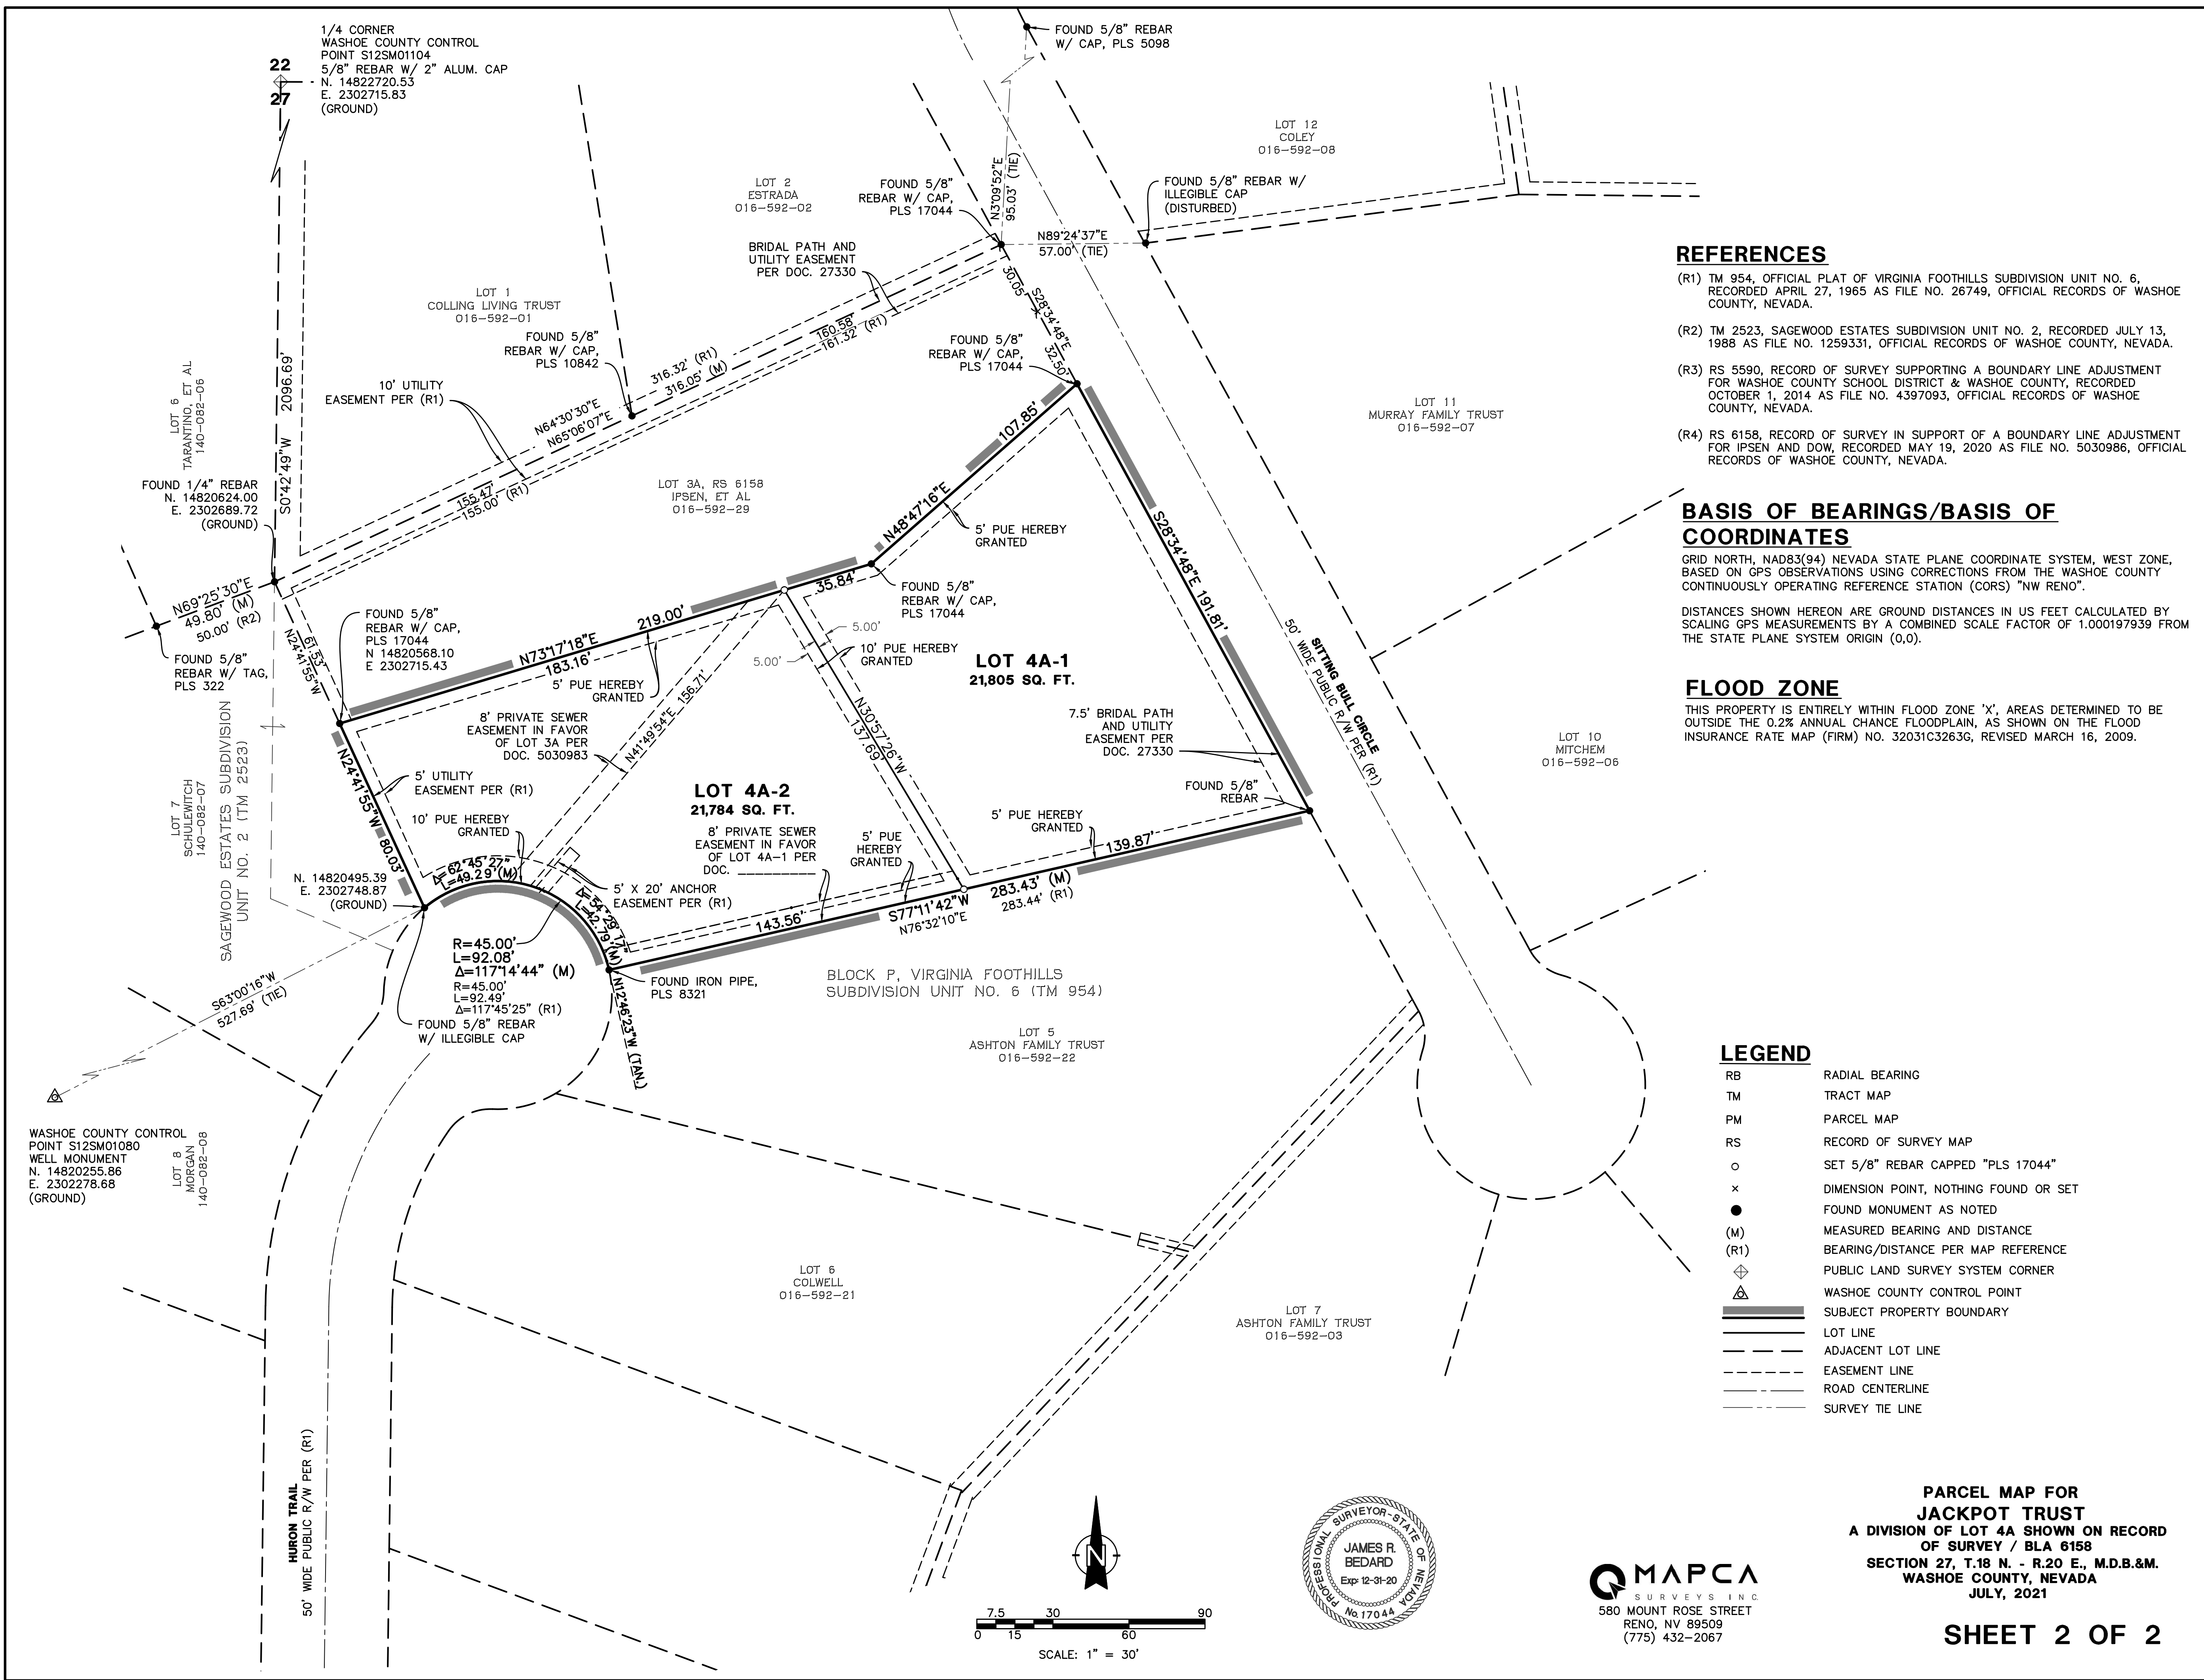 1/4 CORNER
WASHOE COUNTY CONTROL
POINT S12SM01104
5/8" REBAR W/ 2" ALUM. CAP
N. 14822720.53
E. 2302715.83
(GROUND)
22
27
FOUND 5/8" REBAR
W/ CAP, PLS 5098
LOT 12
COLEY
016-592-08
LOT 2
ESTRADA
016-592-02
FOUND 5/8"
REBAR W/ CAP,
PLS 17044
N3°09'52"E
95.03' (TIE)
FOUND 5/8" REBAR W/
ILLEGIBLE CAP
(DISTURBED)
N89°24'37"E
57.00' (TIE)
BRIDAL PATH AND
UTILITY EASEMENT
PER DOC. 27330
30.05'
S28°34'48"E
32.50'
LOT 1
COLLING LIVING TRUST
016-592-01
FOUND 5/8"
REBAR W/ CAP,
PLS 10842
160.58'
161.32' (R1)
316.32' (R1)
316.05' (M)
FOUND 5/8"
REBAR W/ CAP,
PLS 17044
10' UTILITY
EASEMENT PER (R1)
N64°30'30"E
N65°06'07"E
LOT 6
TARANTINO, ET AL
140-082-06
S0°42'49"W 2096.69'
FOUND 1/4" REBAR
N. 14820624.00
E. 2302689.72
(GROUND)
155.47'
155.00' (R1)
LOT 3A, RS 6158
IPSEN, ET AL
016-592-29
107.85'
N48°47'16"E
5' PUE HEREBY
GRANTED
LOT 11
MURRAY FAMILY TRUST
016-592-07
N69°25'30"E
49.80' (M)
50.00' (R2)
FOUND 5/8"
REBAR W/ TAG,
PLS 322
61.53'
N24°41'55"W
FOUND 5/8"
REBAR W/ CAP,
PLS 17044
N 14820568.10
E 2302715.43
35.84'
FOUND 5/8"
REBAR W/ CAP,
PLS 17044
219.00'
N73°17'18"E
183.16'
5' PUE HEREBY
GRANTED
5.00'
5.00'
10' PUE HEREBY
GRANTED
LOT 4A-1
21,805 SQ. FT.
S28°34'48"E 191.81'
SITTING BULL CIRCLE
50' WIDE PUBLIC R/W PER (R1)
8' PRIVATE SEWER
EASEMENT IN FAVOR
OF LOT 3A PER
DOC. 5030983
N41°49'54"E 156.71'
N30°57'26"W
137.69'
7.5' BRIDAL PATH
AND UTILITY
EASEMENT PER
DOC. 27330
LOT 10
MITCHEM
016-592-06
SAGEWOOD ESTATES SUBDIVISION
UNIT NO. 2 (TM 2523)
LOT 7
SCHULEWITCH
140-082-07
N24°41'55"W 80.03'
5' UTILITY
EASEMENT PER (R1)
LOT 4A-2
21,784 SQ. FT.
FOUND 5/8"
REBAR
10' PUE HEREBY
GRANTED
8' PRIVATE SEWER
EASEMENT IN FAVOR
OF LOT 4A-1 PER
DOC. __________
5' PUE
HEREBY
GRANTED
5' PUE HEREBY
GRANTED
139.87'
N. 14820495.39
E. 2302748.87
(GROUND)
Δ=62°45'27"
L=49.29'(M)
5' X 20' ANCHOR
EASEMENT PER (R1)
Δ=54°29'17"
L=42.79'(M)
143.56'
S77°11'42"W
N76°32'10"E
283.43' (M)
283.44' (R1)
R=45.00'
L=92.08'
Δ=117°14'44" (M)
R=45.00'
L=92.49'
Δ=117°45'25" (R1)
FOUND 5/8" REBAR
W/ ILLEGIBLE CAP
FOUND IRON PIPE,
PLS 8321
N12°46'23"W (TAN.)
BLOCK P, VIRGINIA FOOTHILLS
SUBDIVISION UNIT NO. 6 (TM 954)
LOT 5
ASHTON FAMILY TRUST
016-592-22
S63°00'16"W
527.69' (TIE)
WASHOE COUNTY CONTROL
POINT S12SM01080
WELL MONUMENT
N. 14820255.86
E. 2302278.68
(GROUND)
LOT 8
MORGAN
140-082-08
LOT 6
COLWELL
016-592-21
LOT 7
ASHTON FAMILY TRUST
016-592-03
HURON TRAIL
50' WIDE PUBLIC R/W PER (R1)
REFERENCES
(R1) TM 954, OFFICIAL PLAT OF VIRGINIA FOOTHILLS SUBDIVISION UNIT NO. 6,
RECORDED APRIL 27, 1965 AS FILE NO. 26749, OFFICIAL RECORDS OF WASHOE
COUNTY, NEVADA.
(R2) TM 2523, SAGEWOOD ESTATES SUBDIVISION UNIT NO. 2, RECORDED JULY 13,
1988 AS FILE NO. 1259331, OFFICIAL RECORDS OF WASHOE COUNTY, NEVADA.
(R3) RS 5590, RECORD OF SURVEY SUPPORTING A BOUNDARY LINE ADJUSTMENT
FOR WASHOE COUNTY SCHOOL DISTRICT & WASHOE COUNTY, RECORDED
OCTOBER 1, 2014 AS FILE NO. 4397093, OFFICIAL RECORDS OF WASHOE
COUNTY, NEVADA.
(R4) RS 6158, RECORD OF SURVEY IN SUPPORT OF A BOUNDARY LINE ADJUSTMENT
FOR IPSEN AND DOW, RECORDED MAY 19, 2020 AS FILE NO. 5030986, OFFICIAL
RECORDS OF WASHOE COUNTY, NEVADA.
BASIS OF BEARINGS/BASIS OF
COORDINATES
GRID NORTH, NAD83(94) NEVADA STATE PLANE COORDINATE SYSTEM, WEST ZONE,
BASED ON GPS OBSERVATIONS USING CORRECTIONS FROM THE WASHOE COUNTY
CONTINUOUSLY OPERATING REFERENCE STATION (CORS) "NW RENO".
DISTANCES SHOWN HEREON ARE GROUND DISTANCES IN US FEET CALCULATED BY
SCALING GPS MEASUREMENTS BY A COMBINED SCALE FACTOR OF 1.000197939 FROM
THE STATE PLANE SYSTEM ORIGIN (0,0).
FLOOD ZONE
THIS PROPERTY IS ENTIRELY WITHIN FLOOD ZONE 'X', AREAS DETERMINED TO BE
OUTSIDE THE 0.2% ANNUAL CHANCE FLOODPLAIN, AS SHOWN ON THE FLOOD
INSURANCE RATE MAP (FIRM) NO. 32031C3263G, REVISED MARCH 16, 2009.
LEGEND
RB RADIAL BEARING
TM TRACT MAP
PM PARCEL MAP
RS RECORD OF SURVEY MAP
SET 5/8" REBAR CAPPED "PLS 17044"
DIMENSION POINT, NOTHING FOUND OR SET
FOUND MONUMENT AS NOTED
(M) MEASURED BEARING AND DISTANCE
(R1) BEARING/DISTANCE PER MAP REFERENCE
PUBLIC LAND SURVEY SYSTEM CORNER
WASHOE COUNTY CONTROL POINT
SUBJECT PROPERTY BOUNDARY
LOT LINE
ADJACENT LOT LINE
EASEMENT LINE
ROAD CENTERLINE
SURVEY TIE LINE
N
7.5 30 90
0 15 60
SCALE: 1" = 30'
PROFESSIONAL SURVEYOR-STATE OF NEVADA
JAMES R.
BEDARD
Exp: 12-31-20
No. 17044
MAPCA
SURVEYS INC.
580 MOUNT ROSE STREET
RENO, NV 89509
(775) 432-2067
PARCEL MAP FOR
JACKPOT TRUST
A DIVISION OF LOT 4A SHOWN ON RECORD
OF SURVEY / BLA 6158
SECTION 27, T.18 N. - R.20 E., M.D.B.&M.
WASHOE COUNTY, NEVADA
JULY, 2021
SHEET 2 OF 2